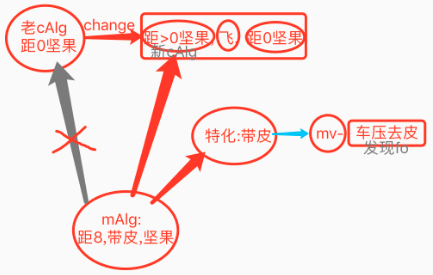 老cAlg
距0坚果
change
距>0坚果,
飞
距0坚果
新cAlg
特化:带皮
mv-
车压去皮
发现fo
mAlg:
距8,带皮,坚果